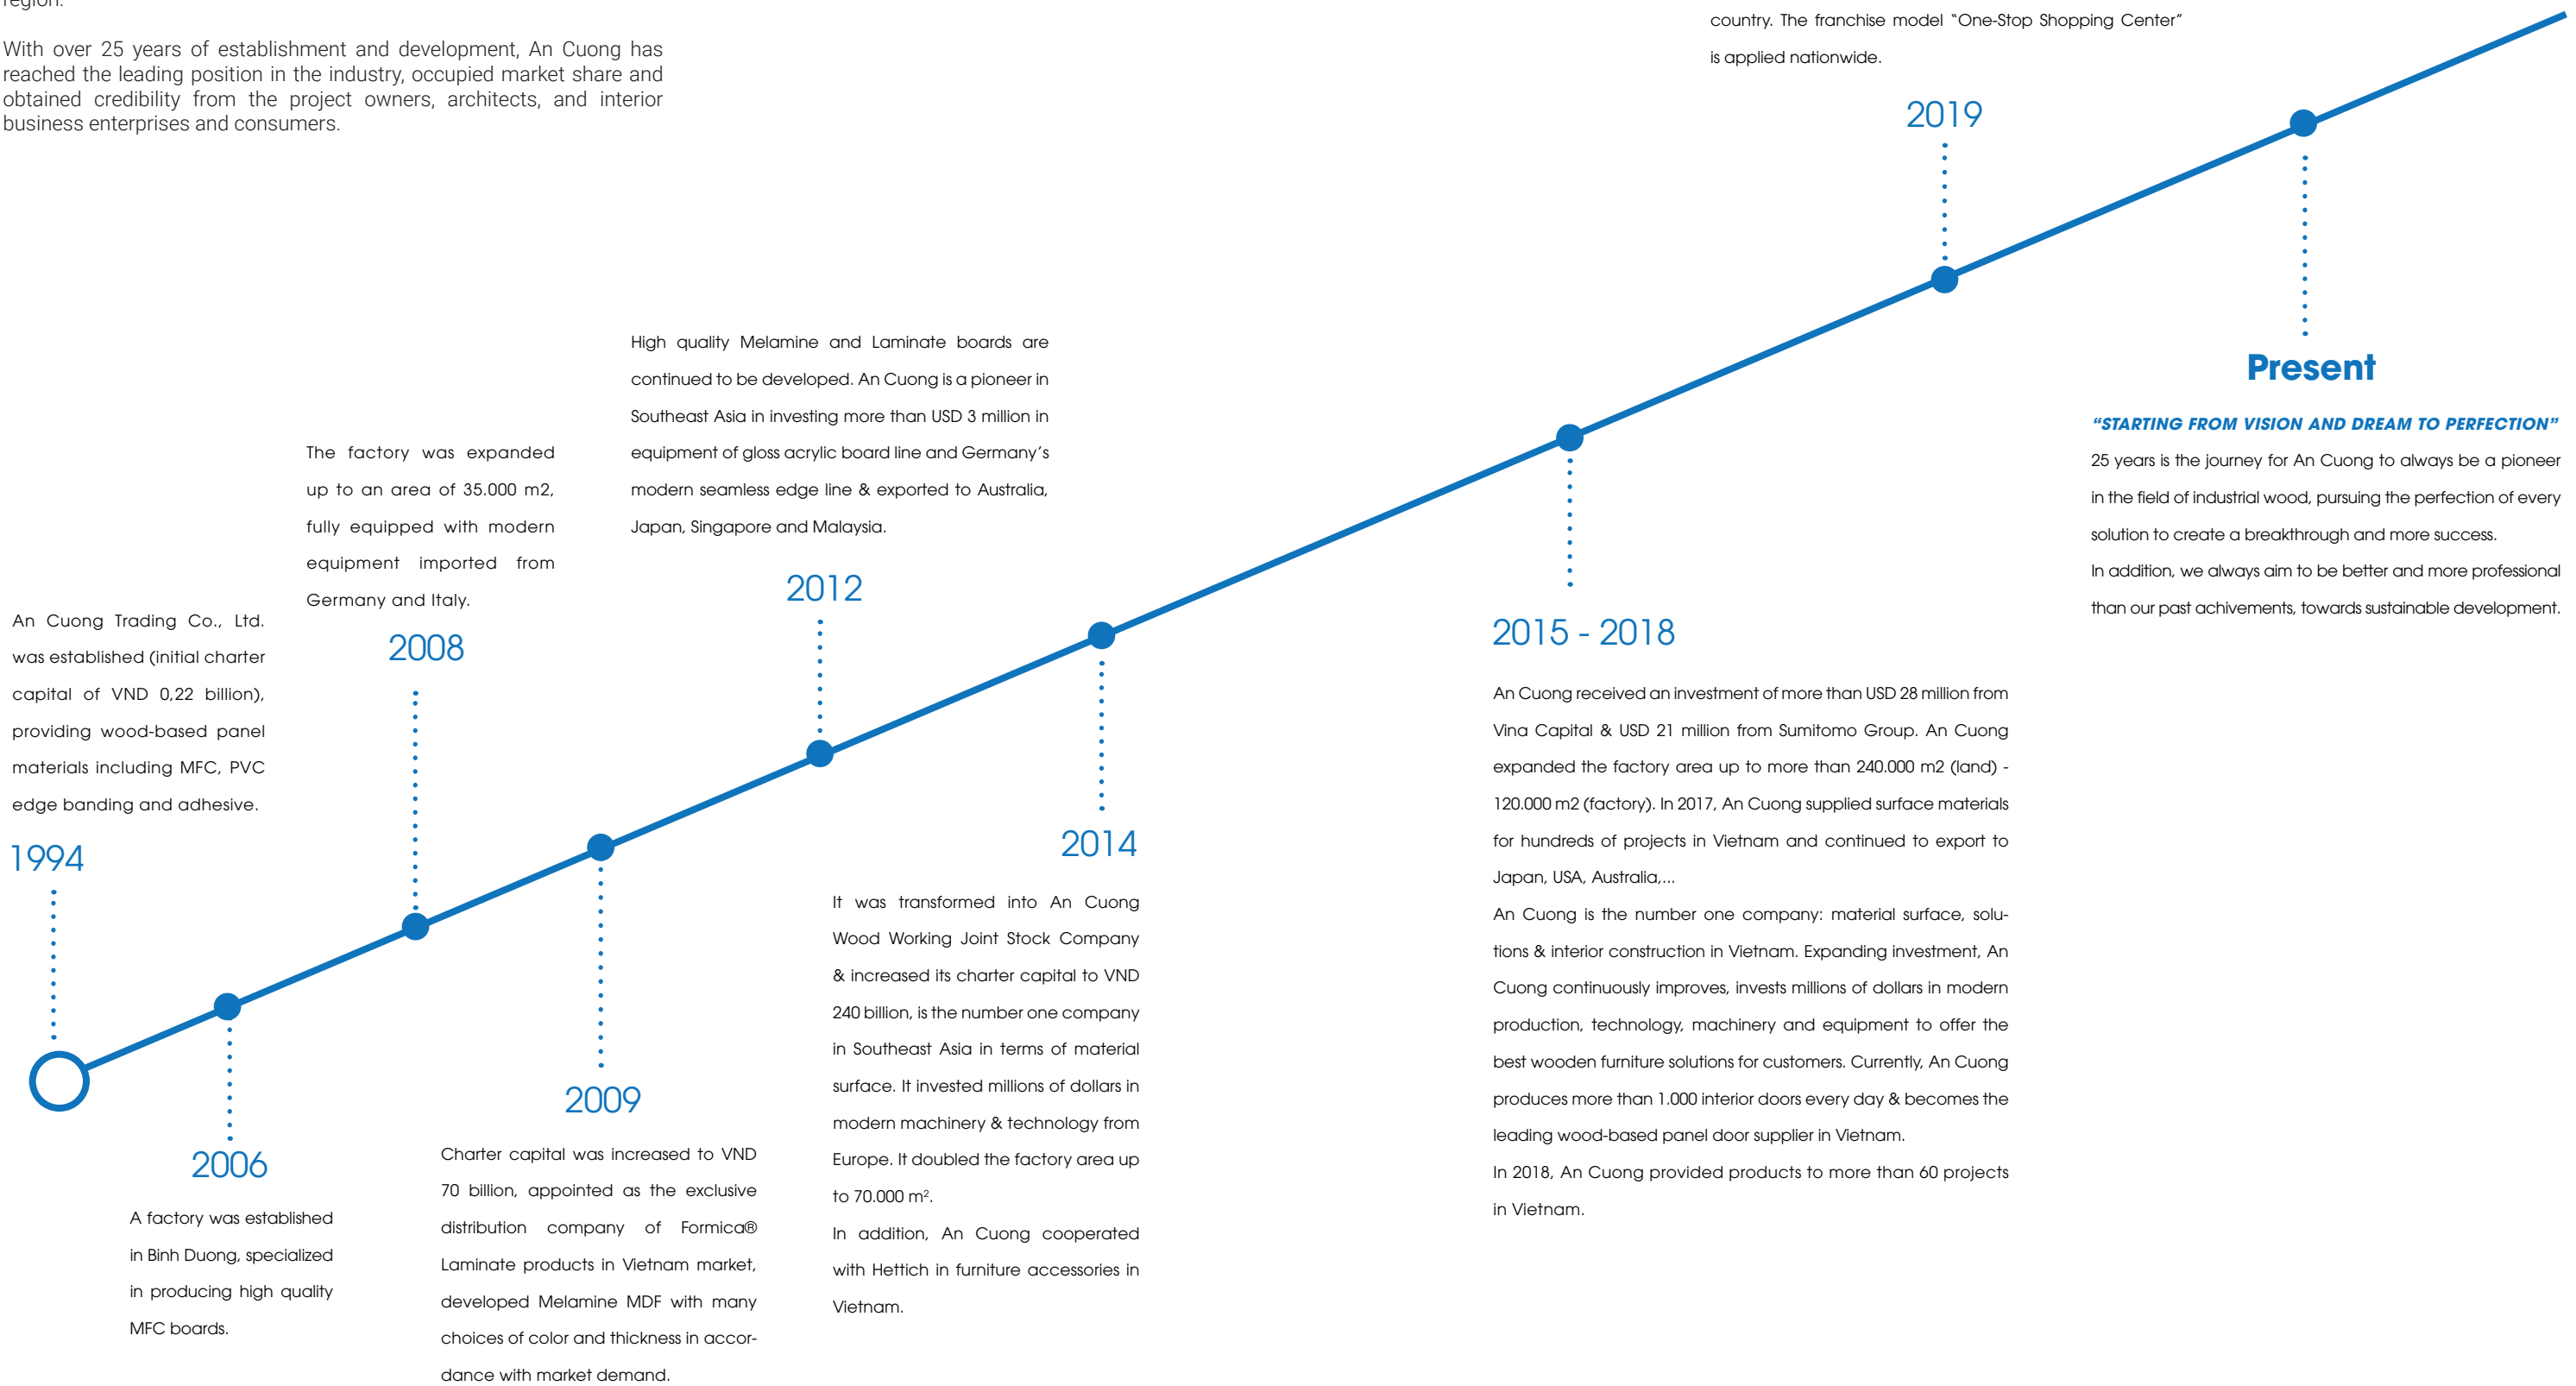 region.
With over 25 years of establishment and development, An Cuong has
reached the leading position in the industry, occupied market share and
obtained credibility from the project owners, architects, and interior
business enterprises and consumers.
An Cuong Trading Co., Ltd.
was established (initial charter
capital of VND 0,22 billion),
providing wood-based panel
materials including MFC, PVC
edge banding and adhesive.
1994
2006
A factory was established
in Binh Duong, specialized
in producing high quality
MFC boards.
The factory was expanded
up to an area of 35.000 m2,
fully equipped with modern
equipment imported from
Germany and Italy.
2008
2009
Charter capital was increased to VND
70 billion, appointed as the exclusive
distribution company of Formica®
Laminate products in Vietnam market,
developed Melamine MDF with many
choices of color and thickness in accor-
dance with market demand.
High quality Melamine and Laminate boards are
continued to be developed. An Cuong is a pioneer in
Southeast Asia in investing more than USD 3 million in
equipment of gloss acrylic board line and Germany's
modern seamless edge line & exported to Australia,
Japan, Singapore and Malaysia.
2012
2014
It was transformed into An Cuong
Wood Working Joint Stock Company
& increased its charter capital to VND
240 billion, is the number one company
in Southeast Asia in terms of material
surface. It invested millions of dollars in
modern machinery & technology from
Europe. It doubled the factory area up
to 70.000 m².
In addition, An Cuong cooperated
with Hettich in furniture accessories in
Vietnam.
2015 - 2018
An Cuong received an investment of more than USD 28 million from
Vina Capital & USD 21 million from Sumitomo Group. An Cuong
expanded the factory area up to more than 240.000 m2 (land) -
120.000 m2 (factory). In 2017, An Cuong supplied surface materials
for hundreds of projects in Vietnam and continued to export to
Japan, USA, Australia,...
An Cuong is the number one company: material surface, solu-
tions & interior construction in Vietnam. Expanding investment, An
Cuong continuously improves, invests millions of dollars in modern
production, technology, machinery and equipment to offer the
best wooden furniture solutions for customers. Currently, An Cuong
produces more than 1.000 interior doors every day & becomes the
leading wood-based panel door supplier in Vietnam.
In 2018, An Cuong provided products to more than 60 projects
in Vietnam.
country. The franchise model "One-Stop Shopping Center"
is applied nationwide.
2019
Present
"STARTING FROM VISION AND DREAM TO PERFECTION"
25 years is the journey for An Cuong to always be a pioneer
in the field of industrial wood, pursuing the perfection of every
solution to create a breakthrough and more success.
In addition, we always aim to be better and more professional
than our past achivements, towards sustainable development.